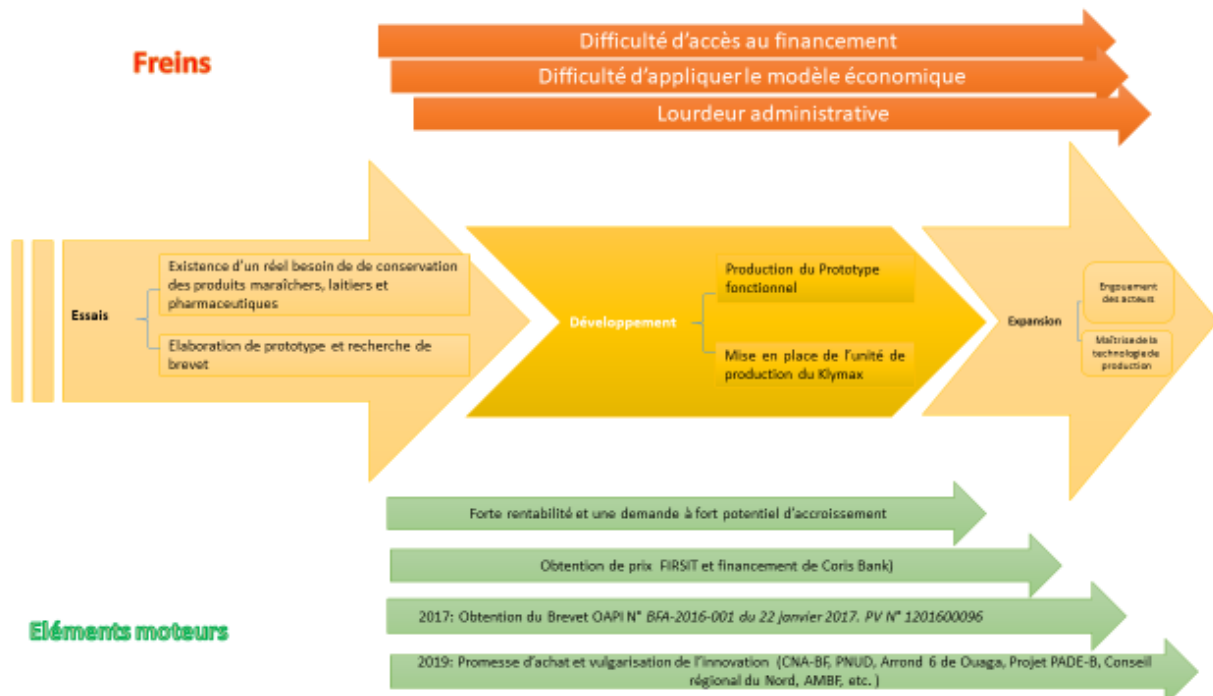 Freins
Difficulté d'accès au financement
Difficulté d'appliquer le modèle économique
Lourdeur administrative
Essais
Existence d'un réel besoin de de conservation
des produits maraîchers, laitiers et
pharmaceutiques
Elaboration de prototype et recherche de
brevet
Développement
Production du Prototype
fonctionnel
Mise en place de l'unité de
production du Klymax
Expansion
Engouement
des acteurs
Maîtrise de la
technologie de
production
Forte rentabilité et une demande à fort potentiel d'accroissement
Obtention de prix FIRSIT et financement de Coris Bank)
Eléments moteurs
2017: Obtention du Brevet OAPI N° BFA-2016-001 du 22 janvier 2017. PV N° 1201600096
2019: Promesse d'achat et vulgarisation de l'innovation (CNA-BF, PNUD, Arrond 6 de Ouaga, Projet PADE-B, Conseil
régional du Nord, AMBF, etc. )